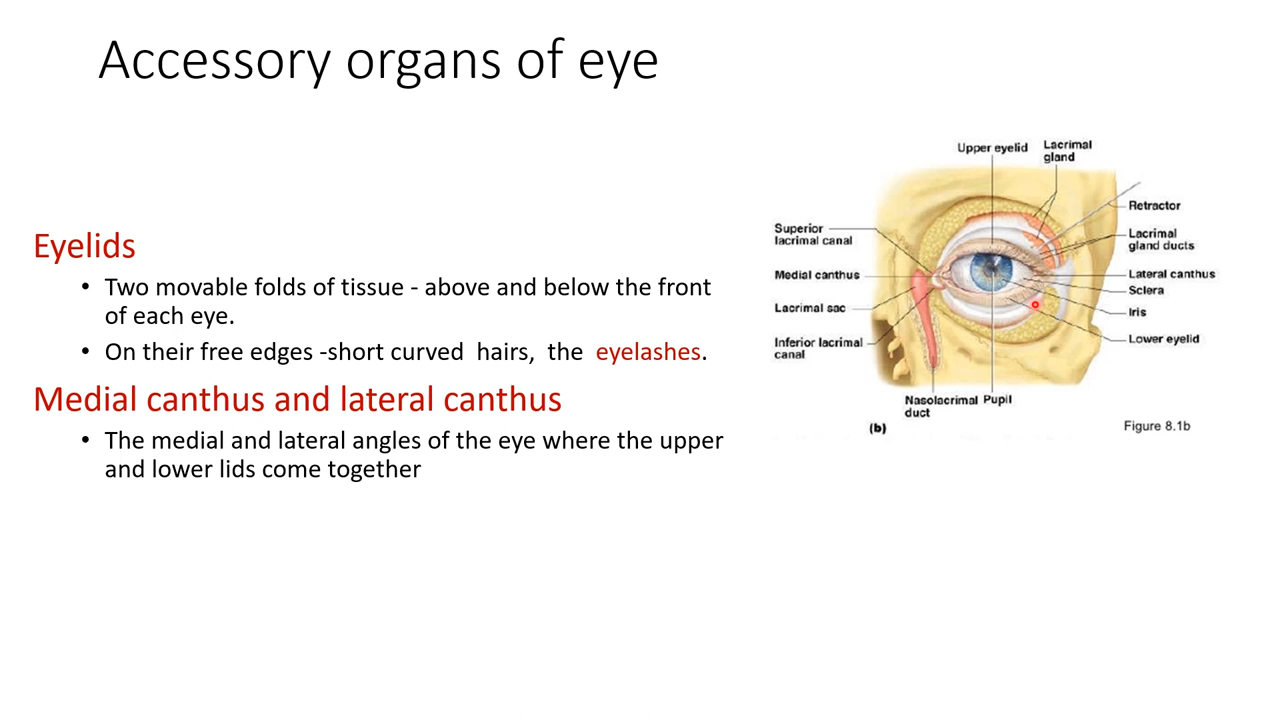 Accessory organs of eye
Eyelids
• Two movable folds of tissue - above and below the front
of each eye.
• On their free edges -short curved hairs, the eyelashes.
Medial canthus and lateral canthus
• The medial and lateral angles of the eye where the upper
and lower lids come together
Upper eyelid
Lacrimal
gland
Superior
lacrimal canal
Medial canthus
Lacrimal sac
Inferior lacrimal
canal
Retractor
Lacrimal
gland ducts
Lateral canthus
Sclera
Iris
Lower eyelid
Nasolacrimal
duct
Pupil
(b)
Figure 8.1b